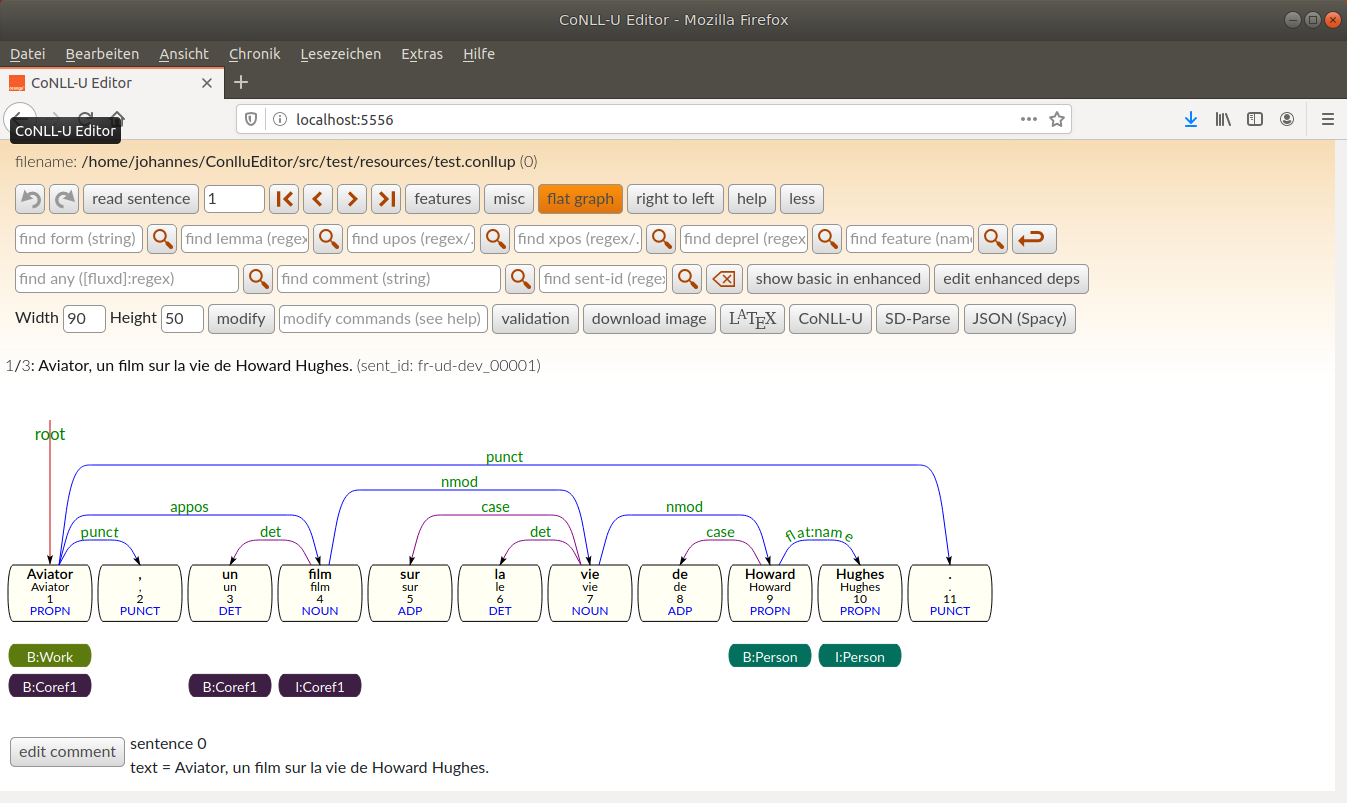 CoNLL-U Editor - Mozilla Firefox
Datei Bearbeiten Ansicht Chronik Lesezeichen Extras Hilfe
CoNLL-U Editor
localhost:5556
CoNLL-U Editor
filename: /home/johannes/ConlluEditor/src/test/resources/test.conllup (0)
read sentence 1 features misc flat graph right to left help less
find form (string) find lemma (regex find upos (regex/. find xpos (regex/. find deprel (regex find feature (nam
find any ([fluxd]:regex) find comment (string) find sent-id (rege show basic in enhanced edit enhanced deps
Width 90 Height 50 modify modify commands (see help) validation download image LATEX CoNLL-U SD-Parse JSON (Spacy)
1/3: Aviator, un film sur la vie de Howard Hughes. (sent_id: fr-ud-dev_00001)
root
punct
nmod
appos case nmod
punct det det case flat:name
Aviator , un film sur la vie de Howard Hughes .
Aviator , un film sur le vie de Howard Hughes .
1 2 3 4 5 6 7 8 9 10 11
PROPN PUNCT DET NOUN ADP DET NOUN ADP PROPN PROPN PUNCT
B:Work B:Person I:Person
B:Coref1 B:Coref1 I:Coref1
edit comment sentence 0
text = Aviator, un film sur la vie de Howard Hughes.